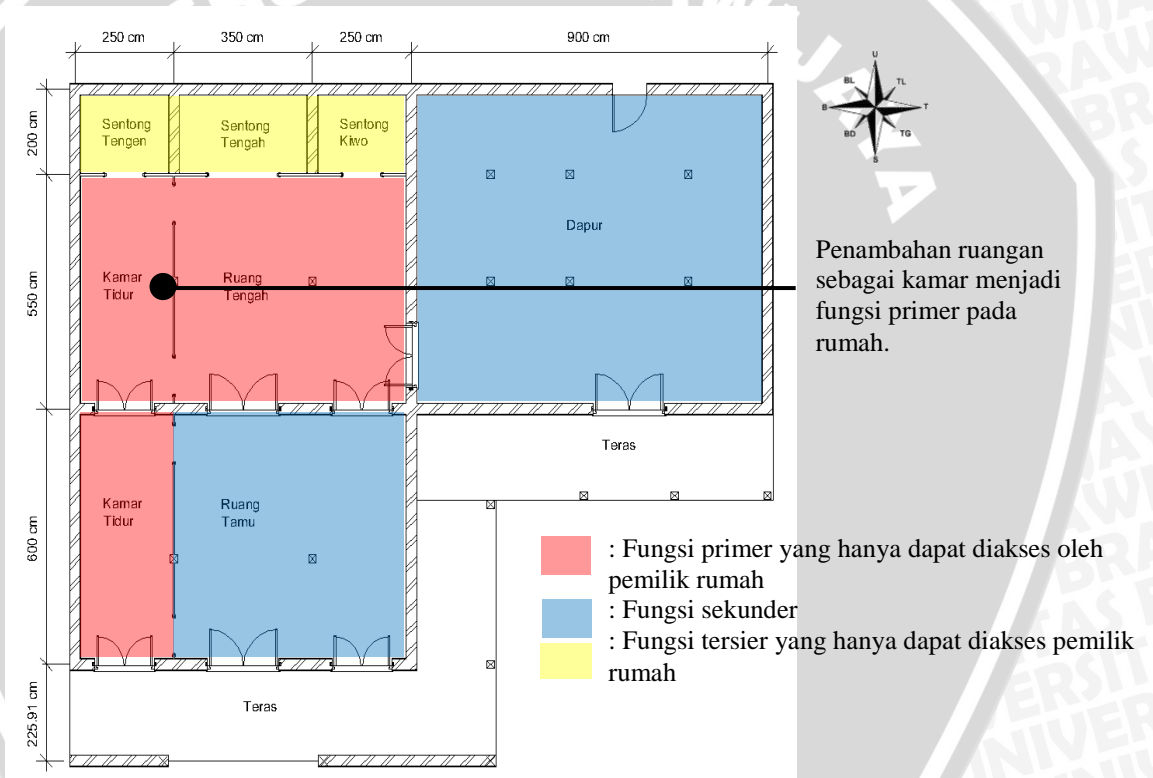 250 cm
350 cm
250 cm
900 cm
200 cm
550 cm
600 cm
225.91 cm
Sentong
Tengen
Sentong
Tengah
Sentong
Kiwo
Kamar
Tidur
Ruang
Tengah
Dapur
Kamar
Tidur
Ruang
Tamu
Teras
Teras
U
BL
TL
B
T
BD
TG
S
Penambahan ruangan
sebagai kamar menjadi
fungsi primer pada
rumah.
: Fungsi primer yang hanya dapat diakses oleh
pemilik rumah
: Fungsi sekunder
: Fungsi tersier yang hanya dapat diakses pemilik
rumah